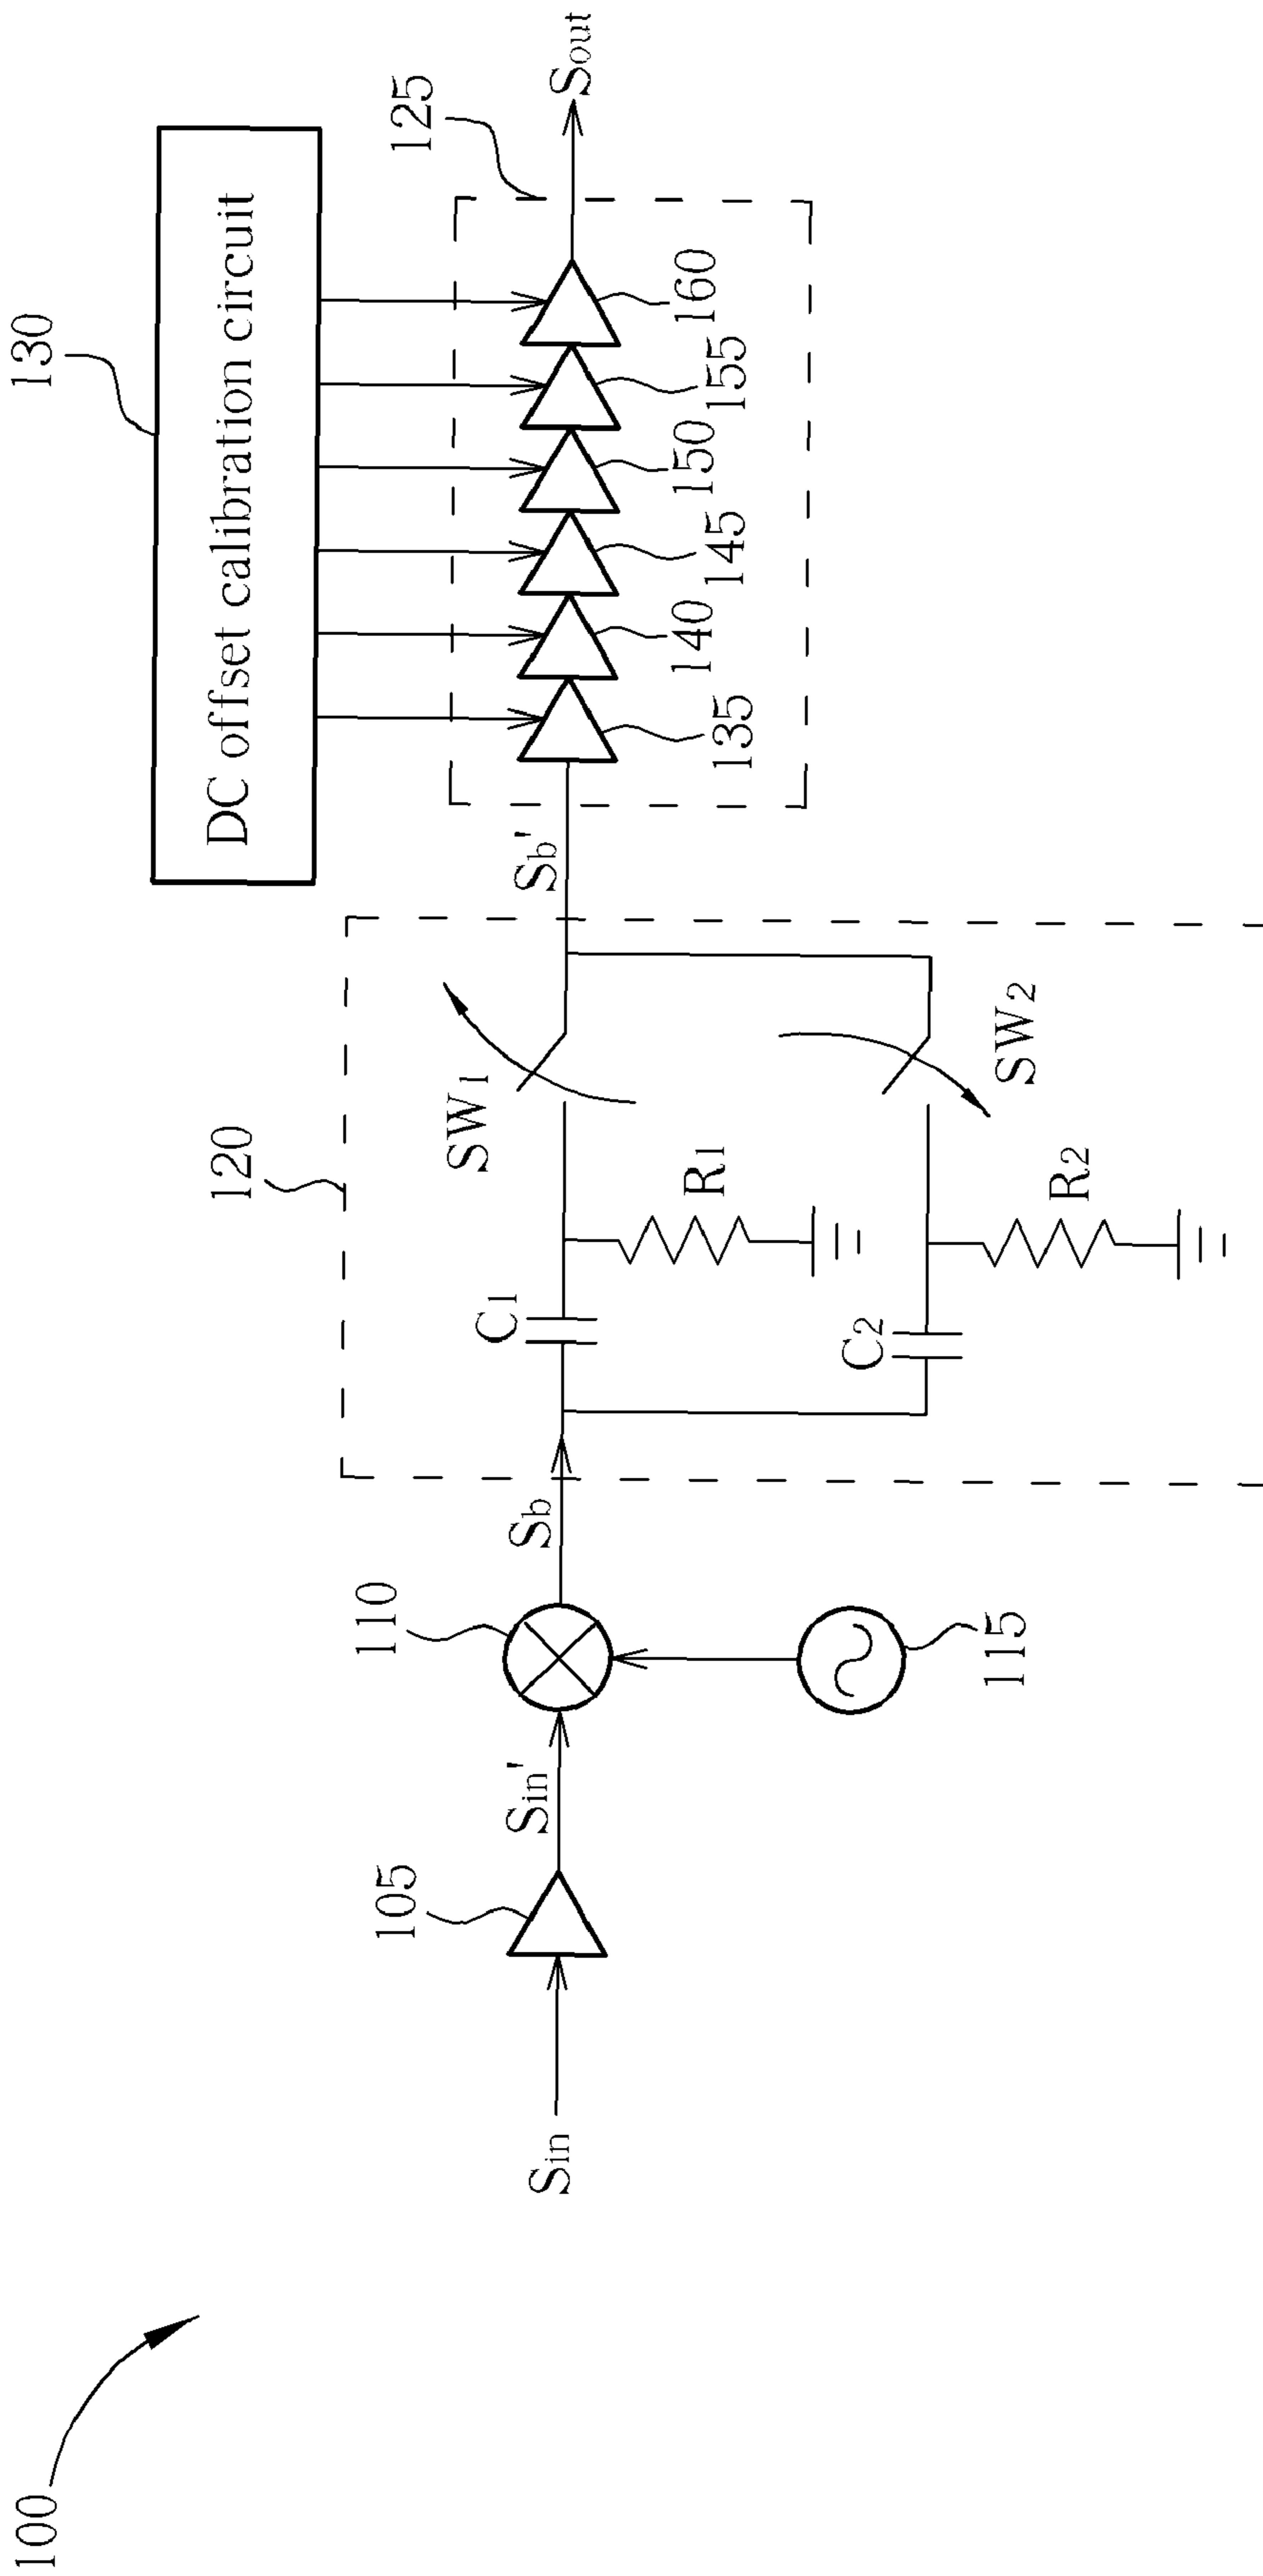 100
Sin
105
Sin'
110
115
Sb
120
C1
R1
SW1
C2
R2
SW2
Sb'
130
DC offset calibration circuit
125
135
140
145
150
155
160
Sout